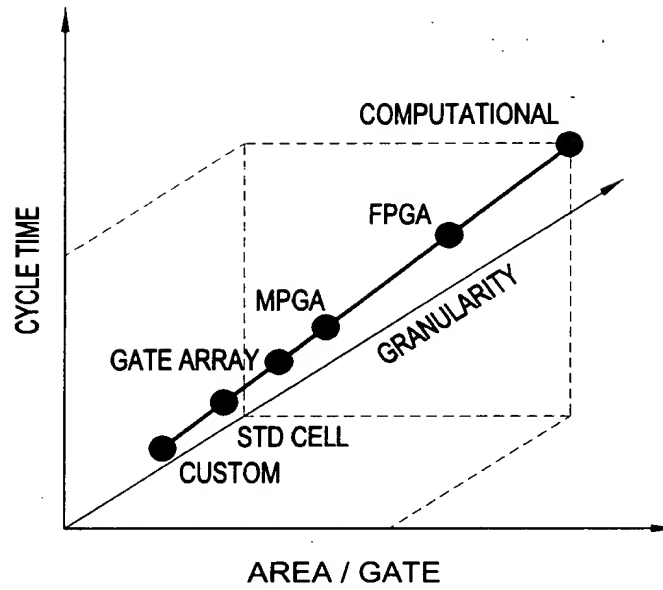 COMPUTATIONAL
FPGA
MPGA
GATE ARRAY
STD CELL
CUSTOM
GRANULARITY
CYCLE TIME
AREA / GATE